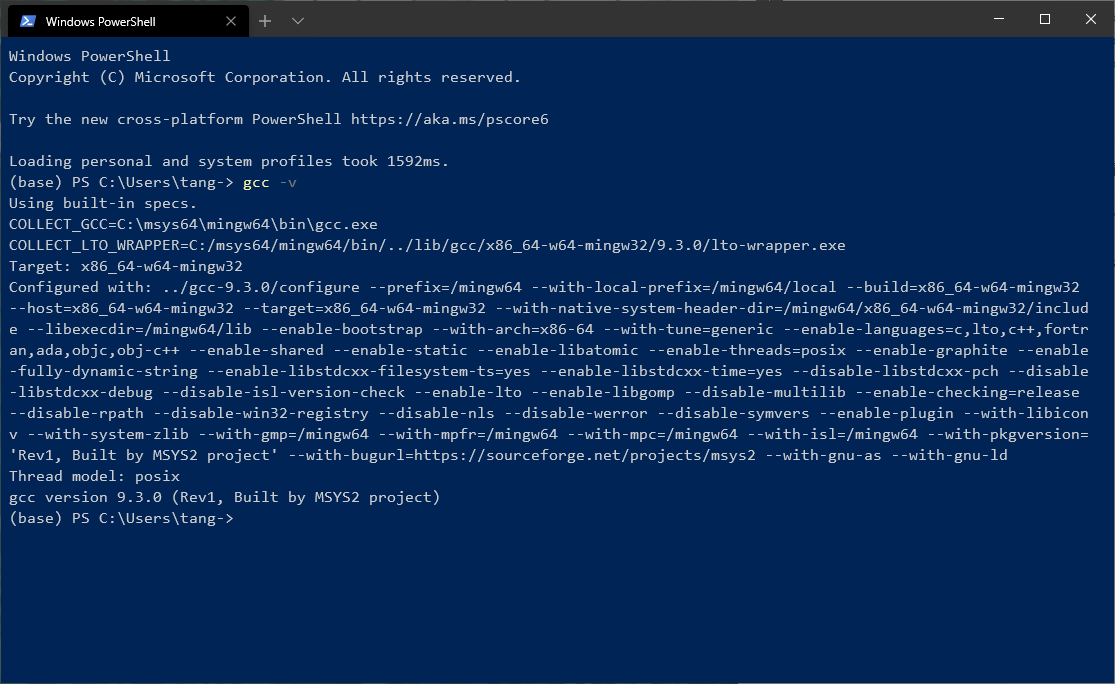 Windows PowerShell
Windows PowerShell
Copyright (C) Microsoft Corporation. All rights reserved.
Try the new cross-platform PowerShell https://aka.ms/pscore6
Loading personal and system profiles took 1592ms.
(base) PS C:\Users\tang-> gcc -v
Using built-in specs.
COLLECT_GCC=C:\msys64\mingw64\bin\gcc.exe
COLLECT_LTO_WRAPPER=C:/msys64/mingw64/bin/../lib/gcc/x86_64-w64-mingw32/9.3.0/lto-wrapper.exe
Target: x86_64-w64-mingw32
Configured with: ../gcc-9.3.0/configure --prefix=/mingw64 --with-local-prefix=/mingw64/local --build=x86_64-w64-mingw32
--host=x86_64-w64-mingw32 --target=x86_64-w64-mingw32 --with-native-system-header-dir=/mingw64/x86_64-w64-mingw32/includ
e --libexecdir=/mingw64/lib --enable-bootstrap --with-arch=x86-64 --with-tune=generic --enable-languages=c,lto,c++,fortr
an,ada,objc,obj-c++ --enable-shared --enable-static --enable-libatomic --enable-threads=posix --enable-graphite --enable
-fully-dynamic-string --enable-libstdcxx-filesystem-ts=yes --enable-libstdcxx-time=yes --disable-libstdcxx-pch --disable
-libstdcxx-debug --disable-isl-version-check --enable-lto --enable-libgomp --disable-multilib --enable-checking=release
--disable-rpath --disable-win32-registry --disable-nls --disable-werror --disable-symvers --enable-plugin --with-libicon
v --with-system-zlib --with-gmp=/mingw64 --with-mpfr=/mingw64 --with-mpc=/mingw64 --with-isl=/mingw64 --with-pkgversion=
'Rev1, Built by MSYS2 project' --with-bugurl=https://sourceforge.net/projects/msys2 --with-gnu-as --with-gnu-ld
Thread model: posix
gcc version 9.3.0 (Rev1, Built by MSYS2 project)
(base) PS C:\Users\tang->